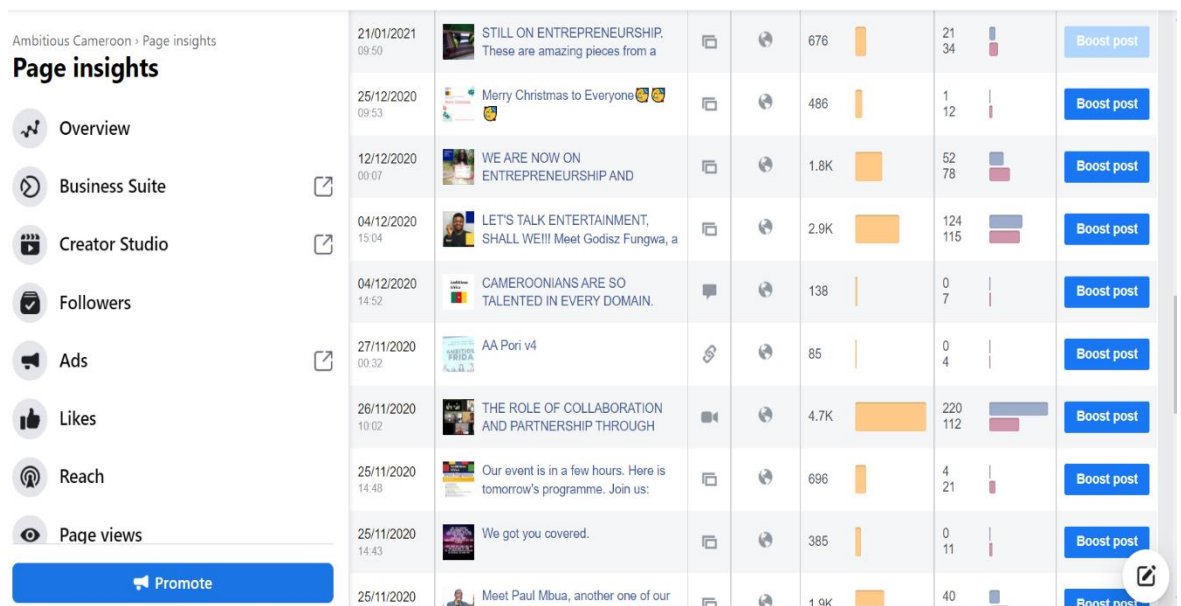 Ambitious Cameroon › Page insights
Page insights
Overview
Business Suite
Creator Studio
Followers
Ads
Likes
Reach
Page views
Promote
21/01/2021
09:50
STILL ON ENTREPRENEURSHIP.
These are amazing pieces from a
676
21
34
Boost post
25/12/2020
09:53
Merry Christmas to Everyone
486
1
12
Boost post
12/12/2020
00:07
WE ARE NOW ON
ENTREPRENEURSHIP AND
1.8K
52
78
Boost post
04/12/2020
15:04
LET'S TALK ENTERTAINMENT,
SHALL WE!!! Meet Godisz Fungwa, a
2.9K
124
115
Boost post
04/12/2020
14:52
CAMEROONIANS ARE SO
TALENTED IN EVERY DOMAIN.
138
0
7
Boost post
27/11/2020
00:32
AA Pori v4
85
0
4
Boost post
26/11/2020
10:02
THE ROLE OF COLLABORATION
AND PARTNERSHIP THROUGH
4.7K
220
112
Boost post
25/11/2020
14:48
Our event is in a few hours. Here is
tomorrow's programme. Join us:
696
4
21
Boost post
25/11/2020
14:43
We got you covered.
385
0
11
Boost post
25/11/2020
Meet Paul Mbua, another one of our
1.9K
40
Boost post